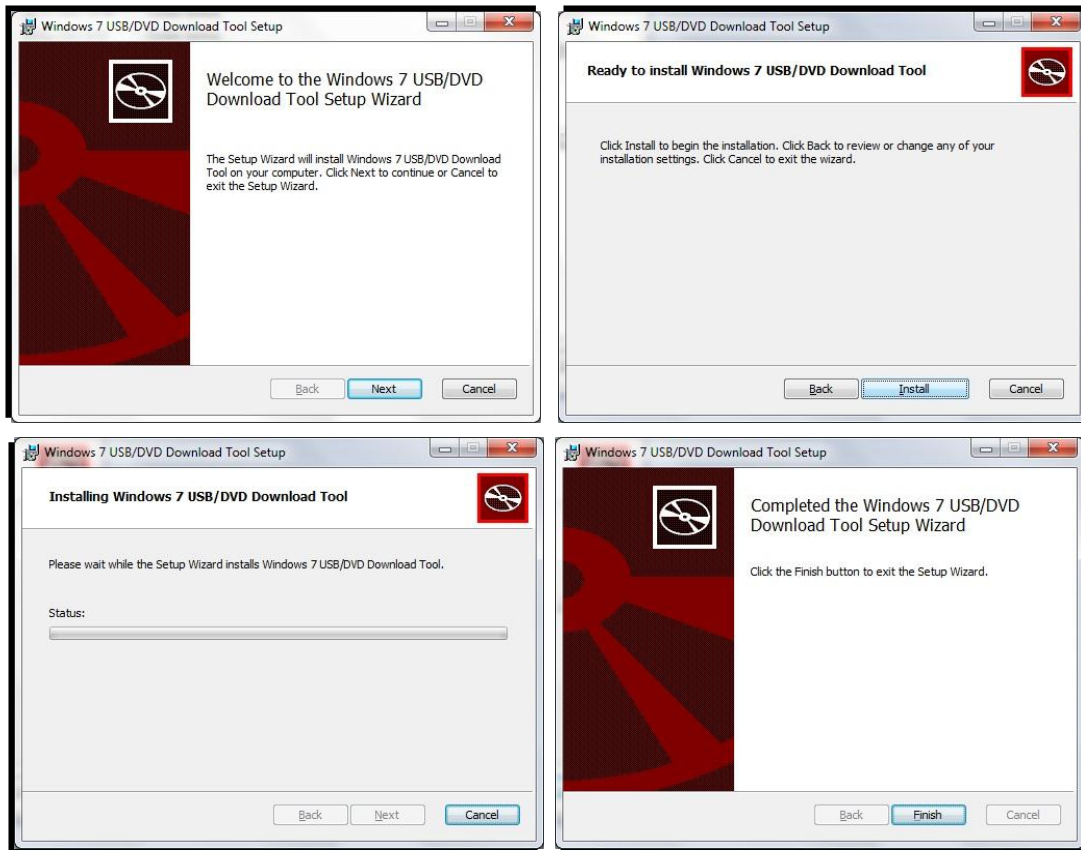 Windows 7 USB/DVD Download Tool Setup
Welcome to the Windows 7 USB/DVD
Download Tool Setup Wizard
The Setup Wizard will install Windows 7 USB/DVD Download
Tool on your computer. Click Next to continue or Cancel to
exit the Setup Wizard.
Back Next Cancel
Windows 7 USB/DVD Download Tool Setup
Ready to install Windows 7 USB/DVD Download Tool
Click Install to begin the installation. Click Back to review or change any of your
installation settings. Click Cancel to exit the wizard.
Back Install Cancel
Windows 7 USB/DVD Download Tool Setup
Installing Windows 7 USB/DVD Download Tool
Please wait while the Setup Wizard installs Windows 7 USB/DVD Download Tool.
Status:
Back Next Cancel
Windows 7 USB/DVD Download Tool Setup
Completed the Windows 7 USB/DVD
Download Tool Setup Wizard
Click the Finish button to exit the Setup Wizard.
Back Finish Cancel